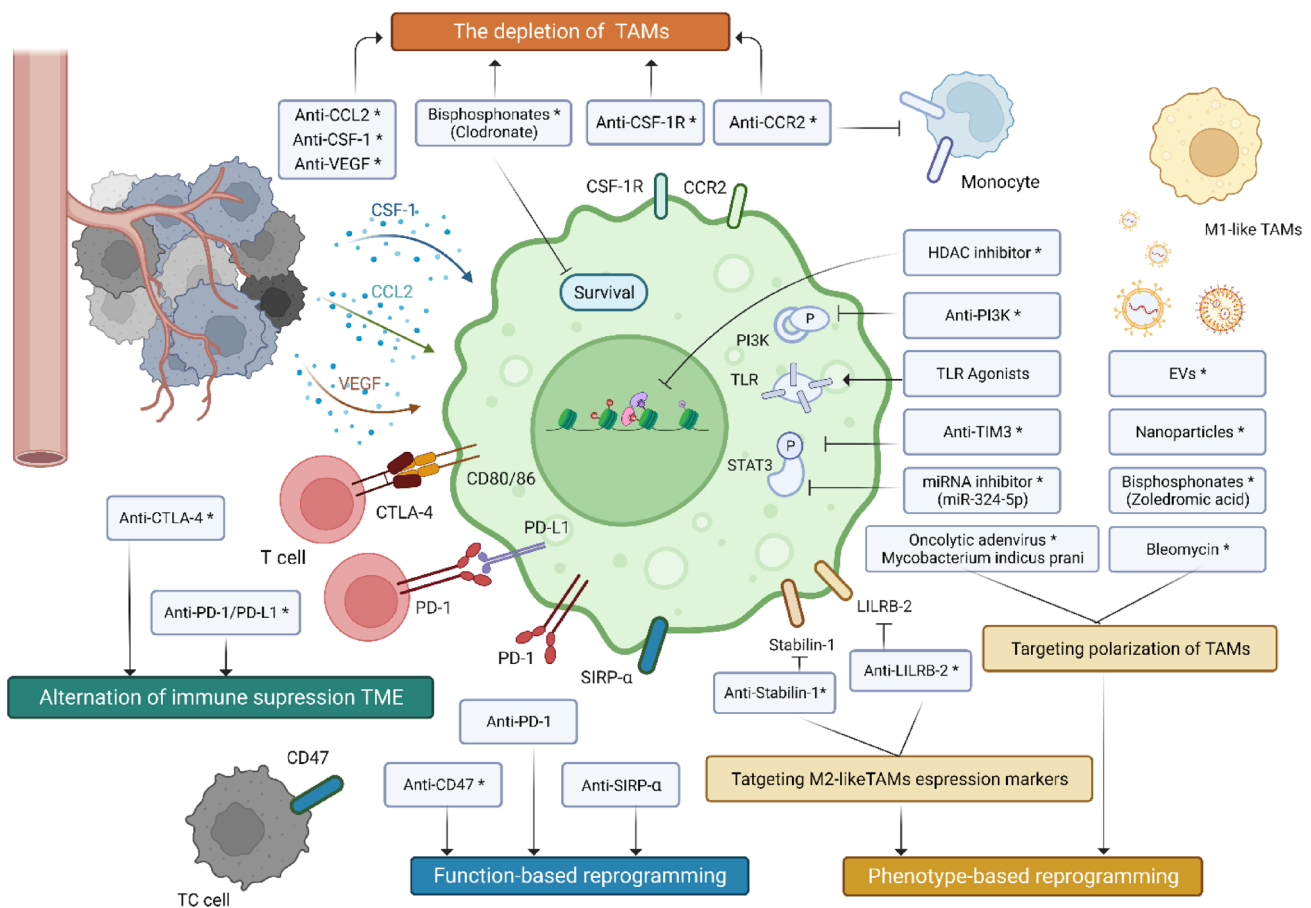 The depletion of TAMs
Anti-CCL2 *
Anti-CSF-1 *
Anti-VEGF *
Bisphosphonates *
(Clodronate)
Anti-CSF-1R *
Anti-CCR2 *
Monocyte
M1-like TAMs
CSF-1R
CCR2
CSF-1
CCL2
VEGF
Survival
HDAC inhibitor *
P
PI3K
Anti-PI3K *
TLR
TLR Agonists
EVs *
P
STAT3
Anti-TIM3 *
Nanoparticles *
miRNA inhibitor *
(miR-324-5p)
Bisphosphonates *
(Zoledromic acid)
Oncolytic adenvirus *
Mycobacterium indicus prani
Bleomycin *
CD80/86
CTLA-4
T cell
Anti-CTLA-4 *
PD-L1
PD-1
Anti-PD-1/PD-L1 *
PD-1
SIRP-α
LILRB-2
Stabilin-1
Targeting polarization of TAMs
Anti-LILRB-2 *
Anti-Stabilin-1*
Alternation of immune supression TME
Anti-PD-1
CD47
Anti-CD47 *
Anti-SIRP-α
Tatgeting M2-likeTAMs espression markers
TC cell
Function-based reprogramming
Phenotype-based reprogramming